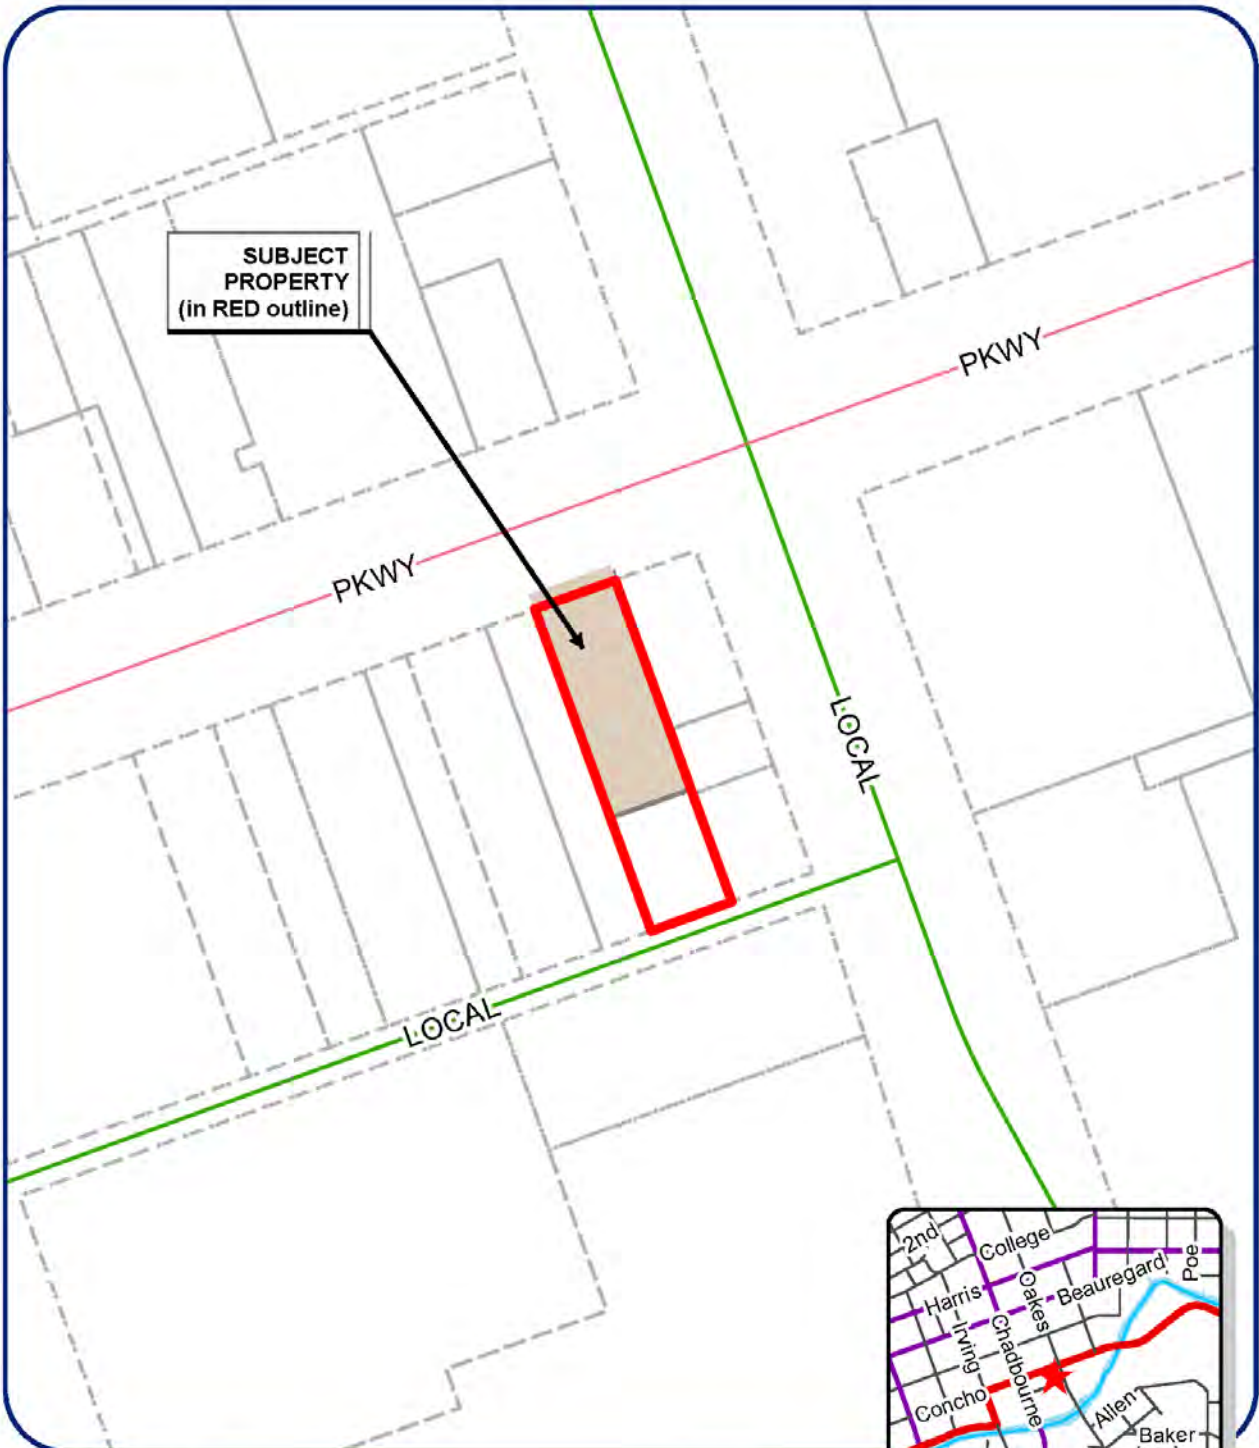 SUBJECT
PROPERTY
(in RED outline)
PKWY
PKWY
LOCAL
LOCAL
2nd
College
Poe
Harris
Oakes
Beauregard
Irving
Chadbourne
Concho
Allen
Baker